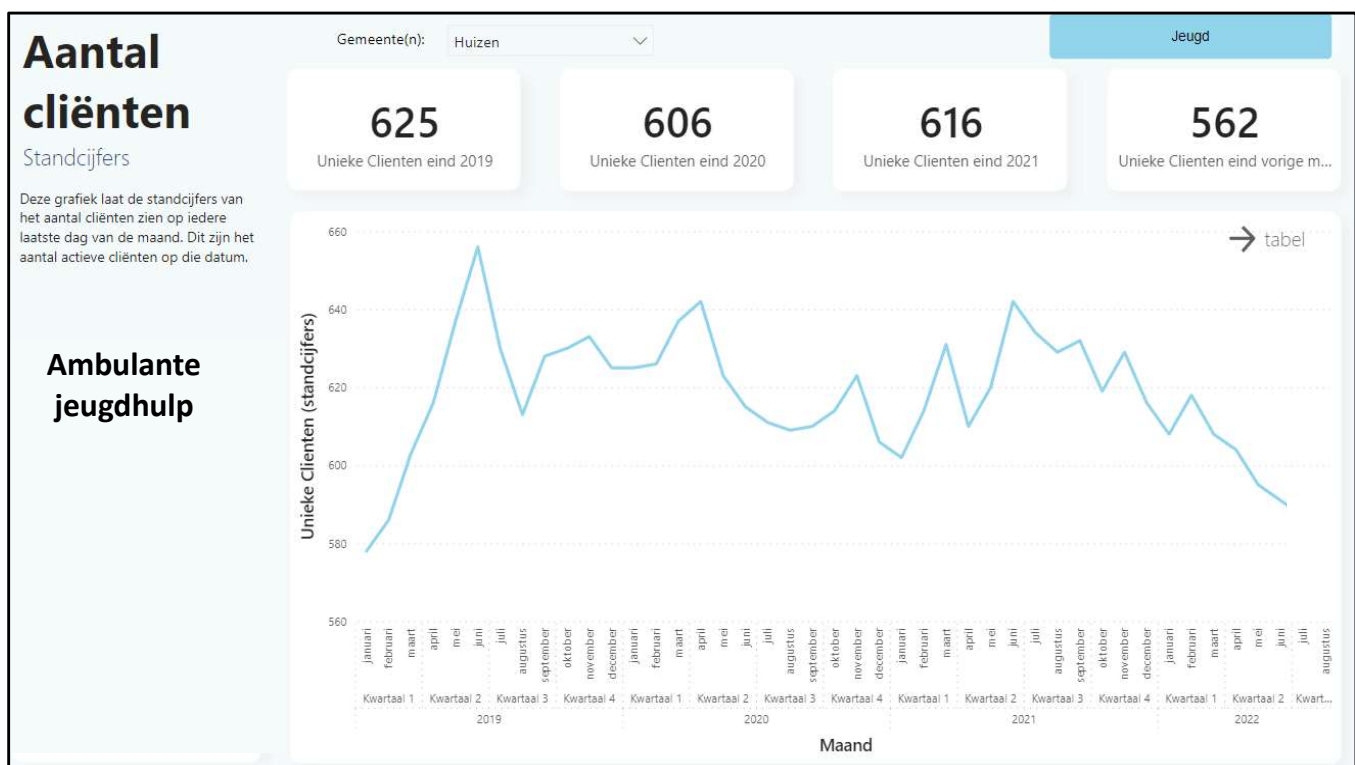 Aantal
cliënten
Standcijfers
Deze grafiek laat de standcijfers van
het aantal cliënten zien op iedere
laatste dag van de maand. Dit zijn het
aantal actieve cliënten op die datum.
Ambulante
jeugdhulp
Gemeente(n): Huizen
Jeugd
625
Unieke Clienten eind 2019
606
Unieke Clienten eind 2020
616
Unieke Clienten eind 2021
562
Unieke Clienten eind vorige m...
tabel
Unieke Clienten (standcijfers)
660
640
620
600
580
560
januari februari maart april mei juni juli augustus september oktober november december januari februari maart april mei juni juli augustus september oktober november december januari februari maart april mei juni juli augustus september oktober november december januari februari maart april mei juni juli augustus
Kwartaal 1 Kwartaal 2 Kwartaal 3 Kwartaal 4 Kwartaal 1 Kwartaal 2 Kwartaal 3 Kwartaal 4 Kwartaal 1 Kwartaal 2 Kwartaal 3 Kwartaal 4 Kwartaal 1 Kwartaal 2 Kwart...
2019 2020 2021 2022
Maand